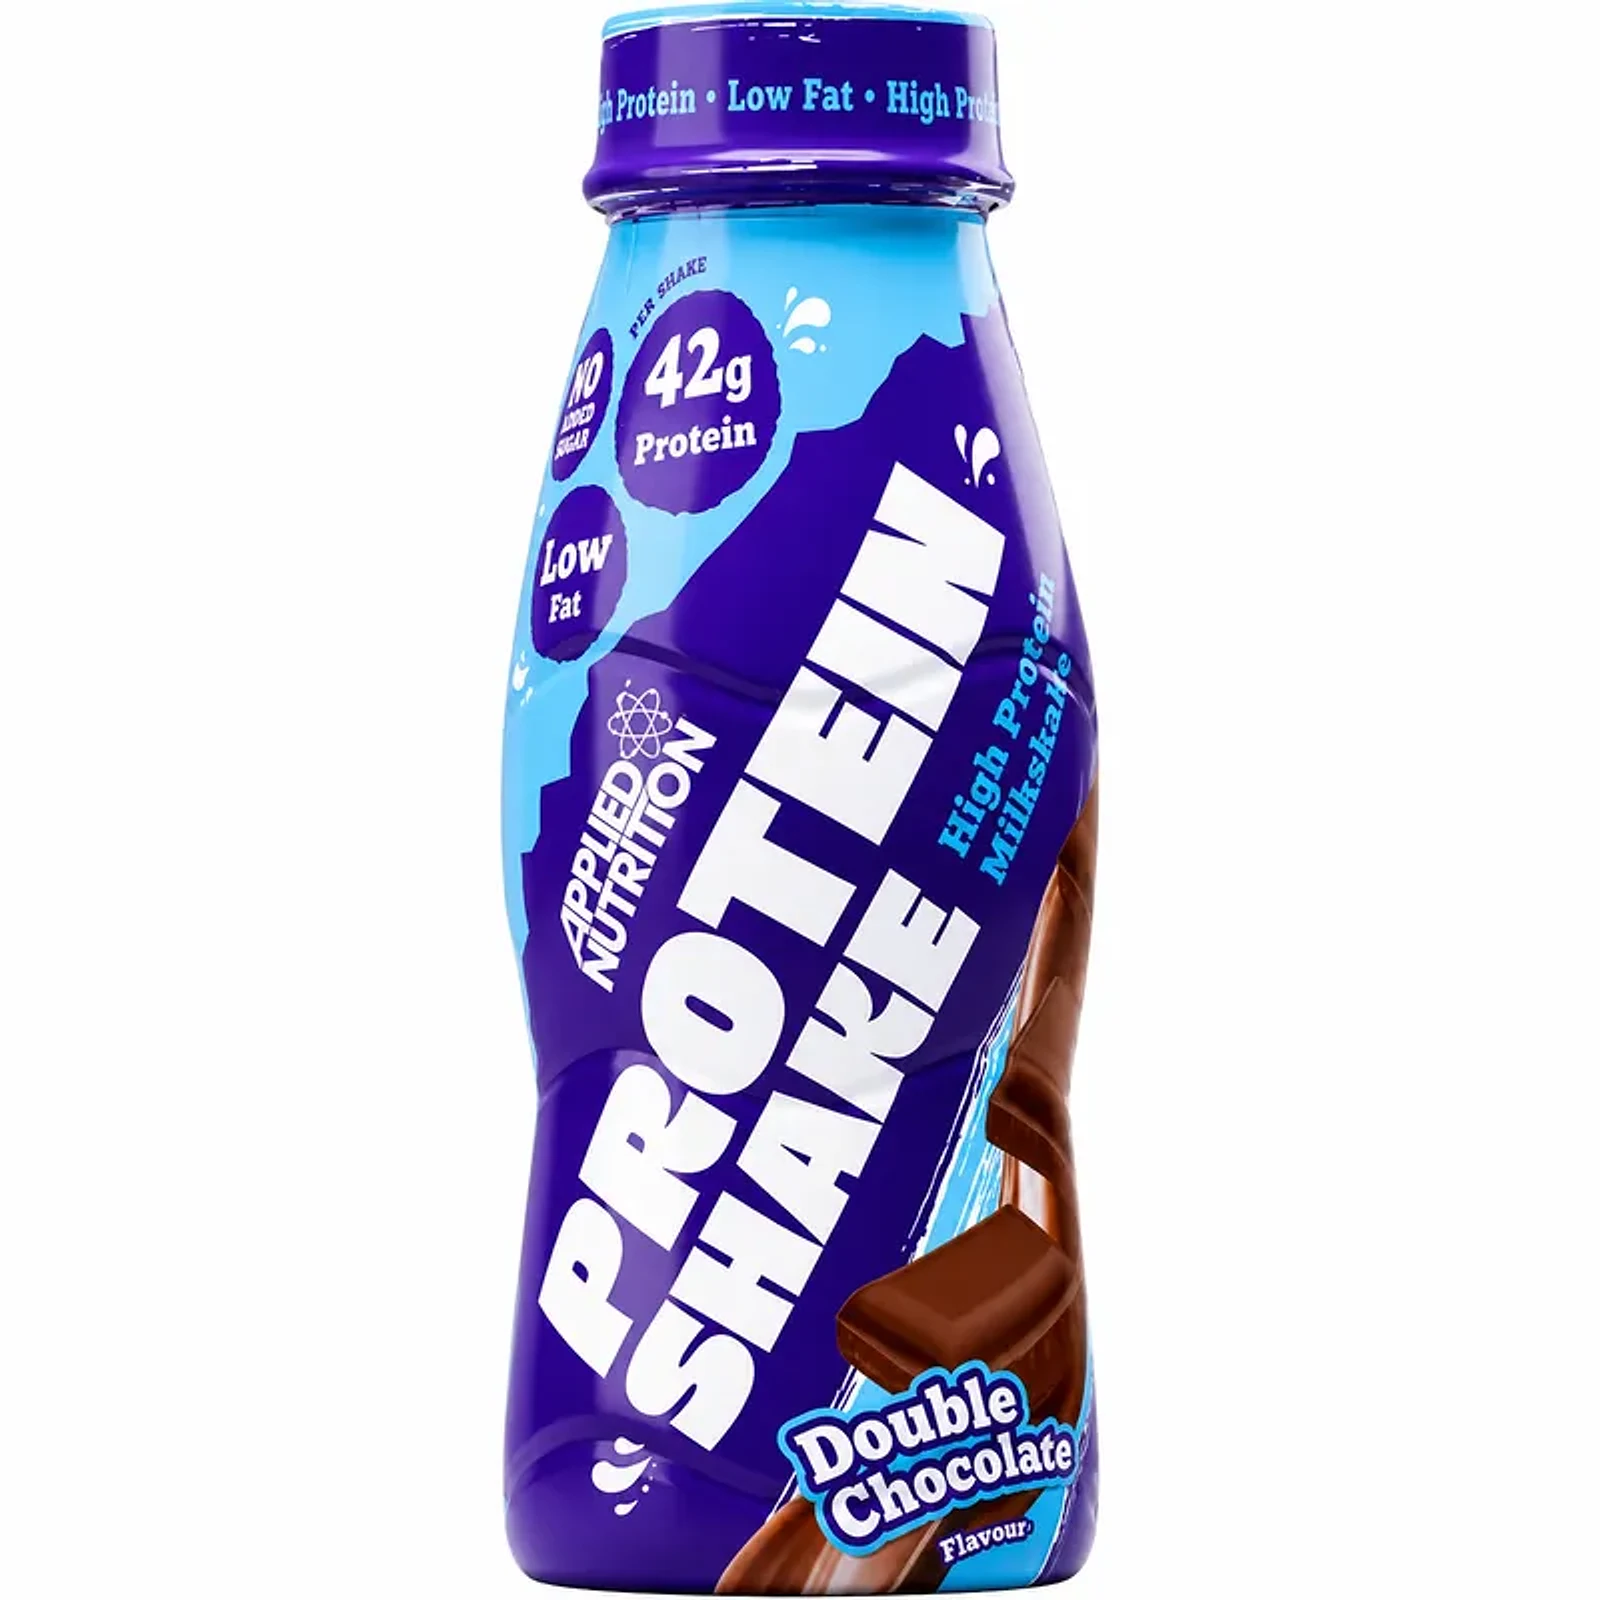 High Protein • Low Fat • High Protein
PER SHAKE
42g
Protein
NO
ADDED
SUGAR
Low
Fat
APPLIED
NUTRITION
PROTEIN
SHAKE
High Protein
Milkshake
Double
Chocolate
Flavour